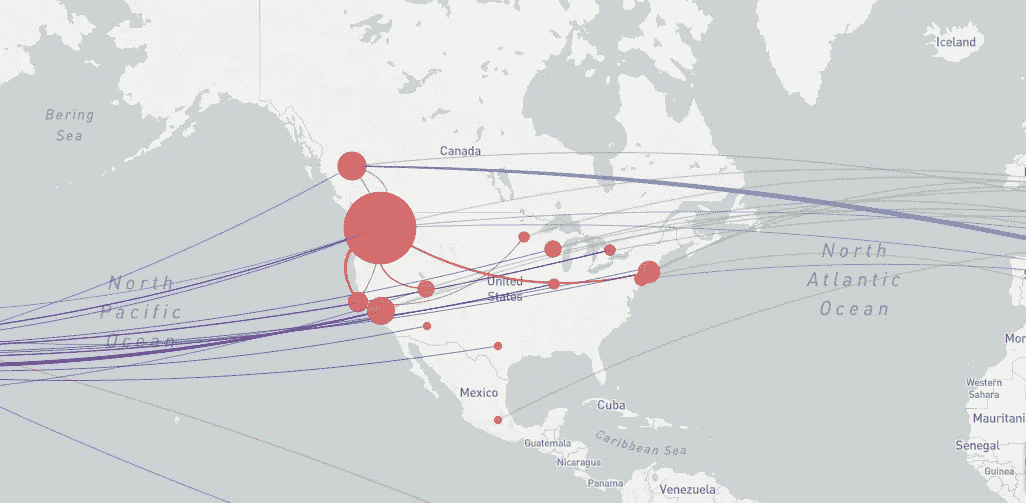 Iceland
Bering
Sea
Canada
North
Pacific
Ocean
United
States
North
Atlantic
Ocean
Mexico
Cuba
Caribbean Sea
Guatemala
Nicaragua
Panama
Venezuela
Western
Sahara
Mauritani
Senegal
Guinea
Mor